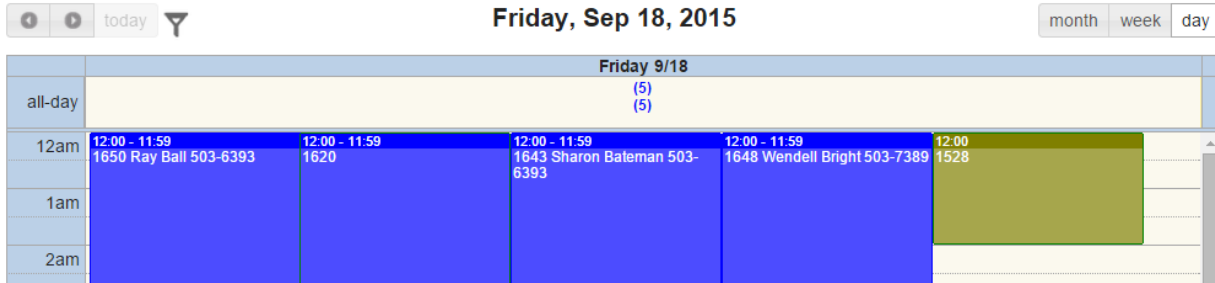 today
Friday, Sep 18, 2015
month week day
Friday 9/18
all-day
(5)
(5)
12am
12:00 - 11:59
1650 Ray Ball 503-6393
12:00 - 11:59
1620
12:00 - 11:59
1643 Sharon Bateman 503-
6393
12:00 - 11:59
1648 Wendell Bright 503-7389
12:00
1528
1am
2am